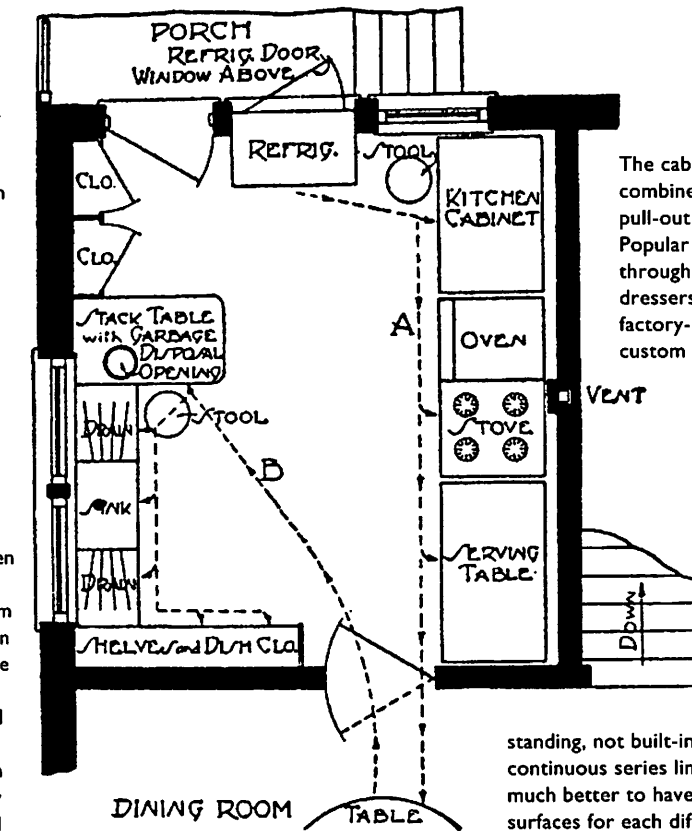 PORCH
REFRIG. DOOR
WINDOW ABOVE
REFRIG.
STOOL
CLO.
KITCHEN
CABINET
CLO.
A
STACK TABLE
with GARBAGE
DISPOSAL
OPENING
OVEN
VENT
DRAIN
STOOL
STOVE
B
SINK
DRAIN
SERVING
TABLE.
DOWN
SHELVES and DISH CLO.
DINING ROOM
TABLE
The cab
combine
pull-out
Popular
through
dressers
factory-
custom
standing, not built-in
continuous series lin
much better to have
surfaces for each dif